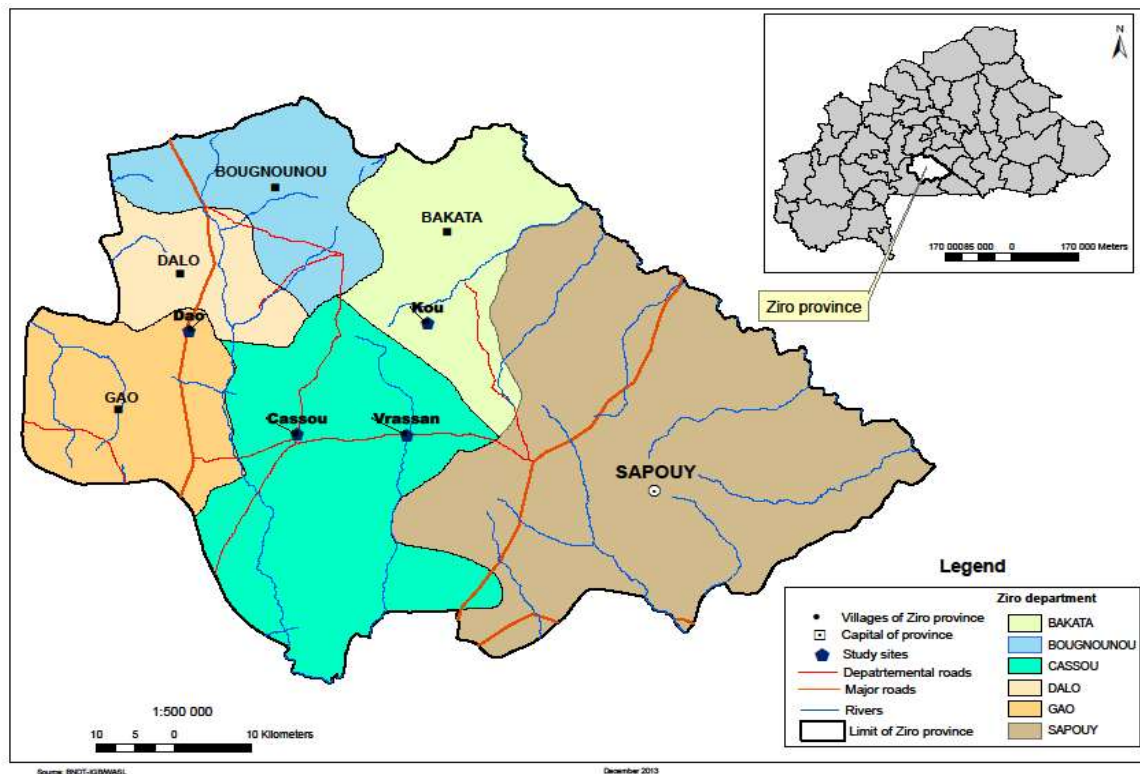 N
170 00085 000 0 170 000 Meters
Ziro province
BOUGNOUNOU
BAKATA
DALO
Dao
Kou
GAO
Cassou
Vrassan
SAPOUY
Legend
Ziro department
Villages of Ziro province
Capital of province
Study sites
Depatrtemental roads
Major roads
Rivers
Limit of Ziro province
BAKATA
BOUGNOUNOU
CASSOU
DALO
GAO
SAPOUY
1:500 000
10 5 0 10 Kilometers
December 2013